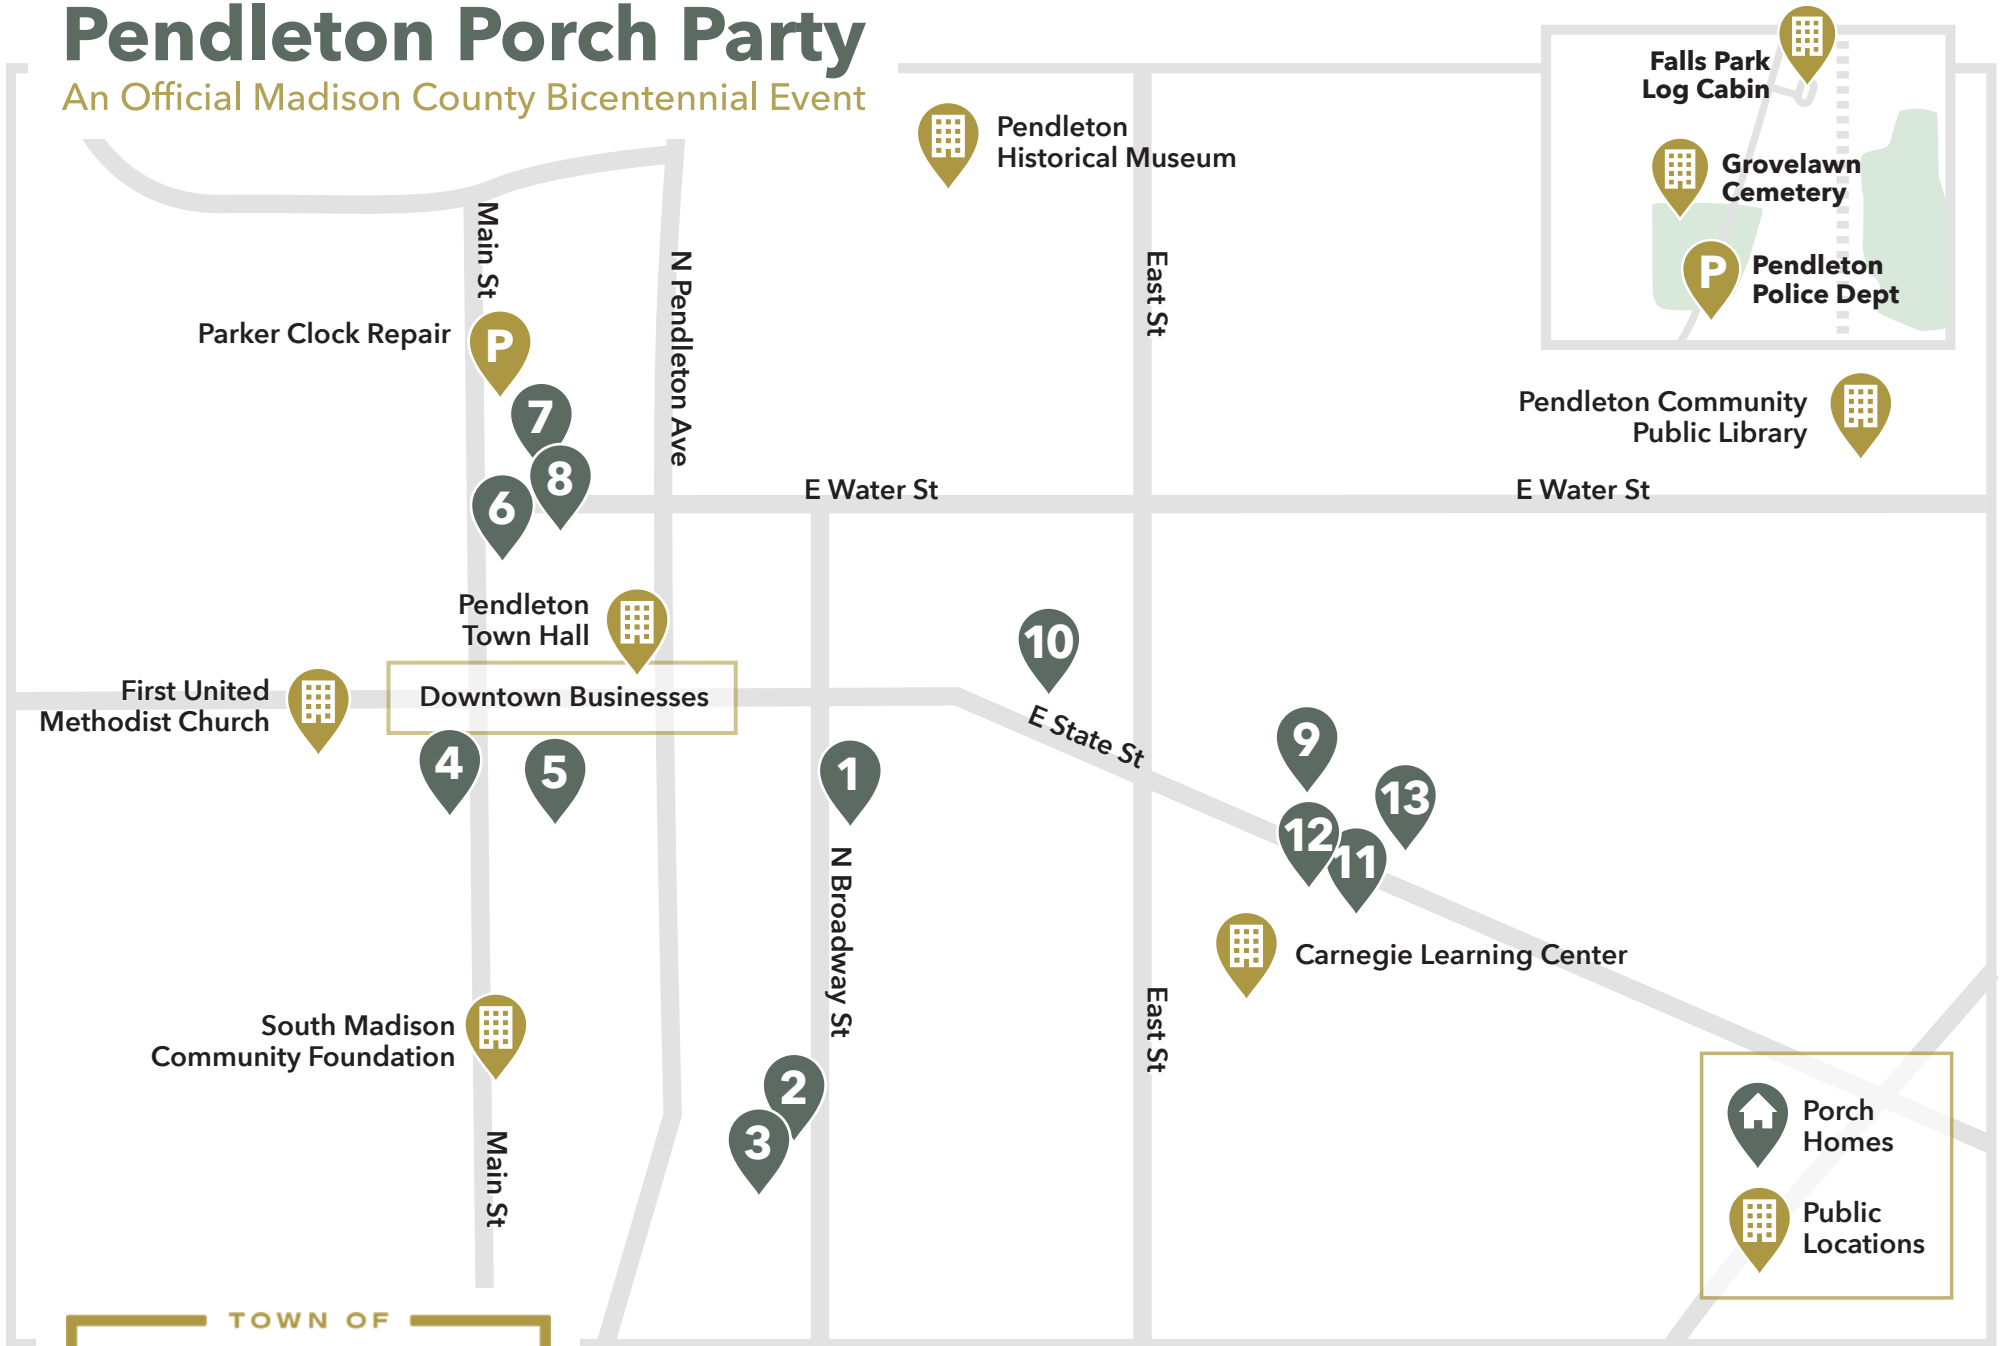 Pendleton Porch Party
An Official Madison County Bicentennial Event
Falls Park
Log Cabin
Pendleton
Historical Museum
Grovelawn
Cemetery
Pendleton
Police Dept
P
Main St
N Pendleton Ave
East St
Parker Clock Repair
P
7
8
6
Pendleton Community
Public Library
E Water St
E Water St
Pendleton
Town Hall
10
First United
Methodist Church
Downtown Businesses
E State St
4
5
1
9
13
12
11
N Broadway St
Carnegie Learning Center
South Madison
Community Foundation
East St
2
3
Main St
Porch
Homes
Public
Locations
TOWN OF